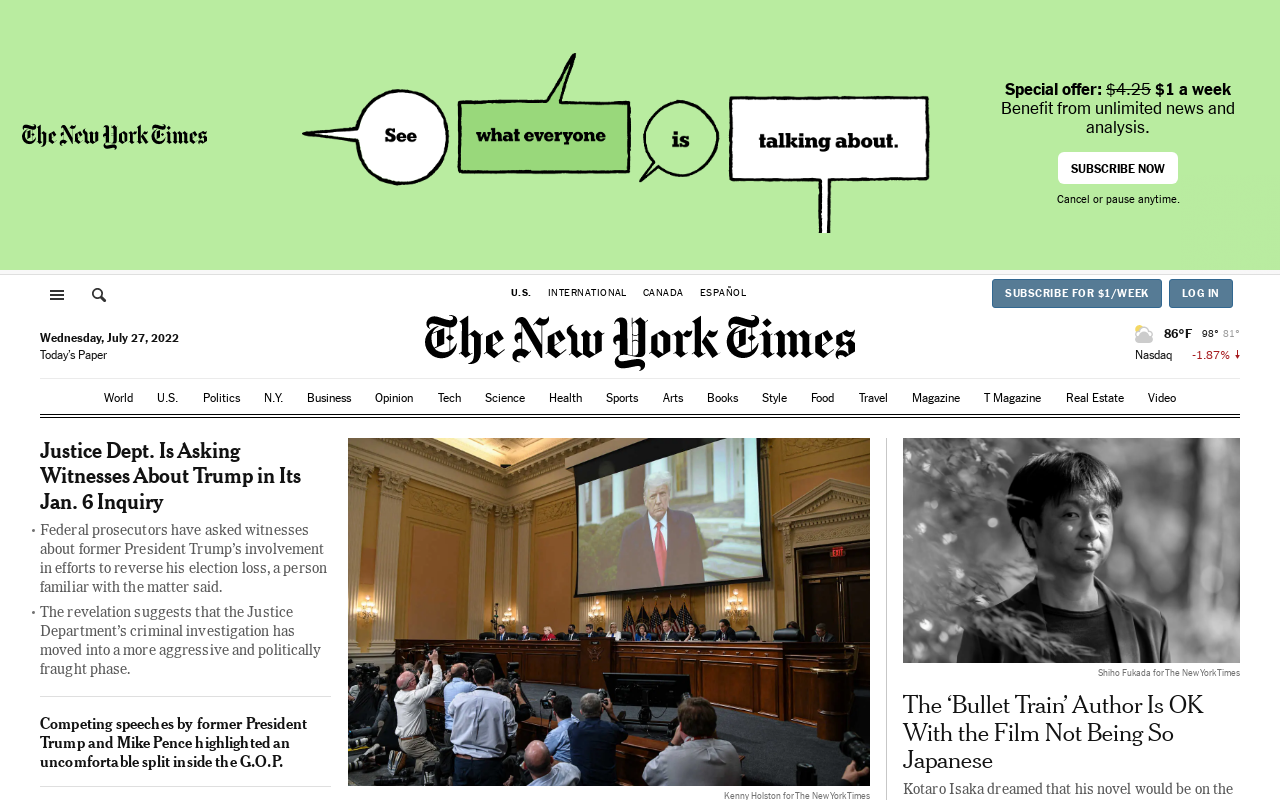 The New York Times
See
what everyone
is
talking about.
Special offer: $4.25 $1 a week
Benefit from unlimited news and
analysis.
SUBSCRIBE NOW
Cancel or pause anytime.
U.S. INTERNATIONAL CANADA ESPAÑOL
SUBSCRIBE FOR $1/WEEK LOG IN
Wednesday, July 27, 2022
Today's Paper
The New York Times
86°F 98° 81°
Nasdaq -1.87% ↓
World U.S. Politics N.Y. Business Opinion Tech Science Health Sports Arts Books Style Food Travel Magazine T Magazine Real Estate Video
Justice Dept. Is Asking
Witnesses About Trump in Its
Jan. 6 Inquiry
• Federal prosecutors have asked witnesses
about former President Trump's involvement
in efforts to reverse his election loss, a person
familiar with the matter said.
• The revelation suggests that the Justice
Department's criminal investigation has
moved into a more aggressive and politically
fraught phase.
Competing speeches by former President
Trump and Mike Pence highlighted an
uncomfortable split inside the G.O.P.
EXIT
Kenny Holston for The New York Times
Shiho Fukada for The New York Times
The ‘Bullet Train’ Author Is OK
With the Film Not Being So
Japanese
Kotaro Isaka dreamed that his novel would be on the